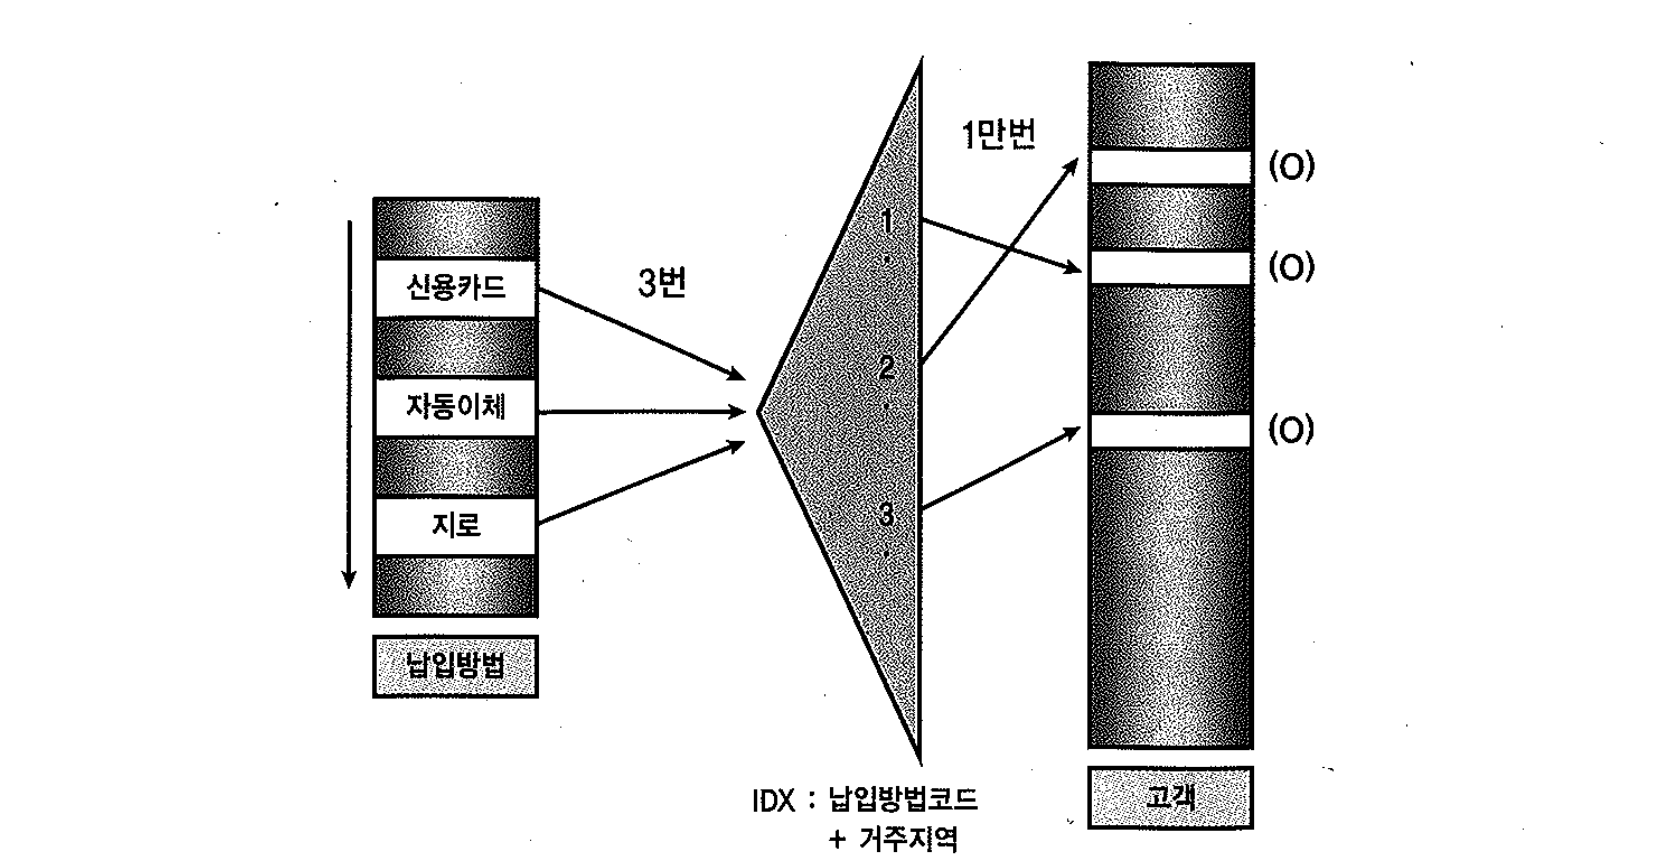 신용카드
자동이체
지로
납입방법
3번
1
2
3
IDX : 납입방법코드
+ 거주지역
1만번
(O)
(O)
(O)
고객